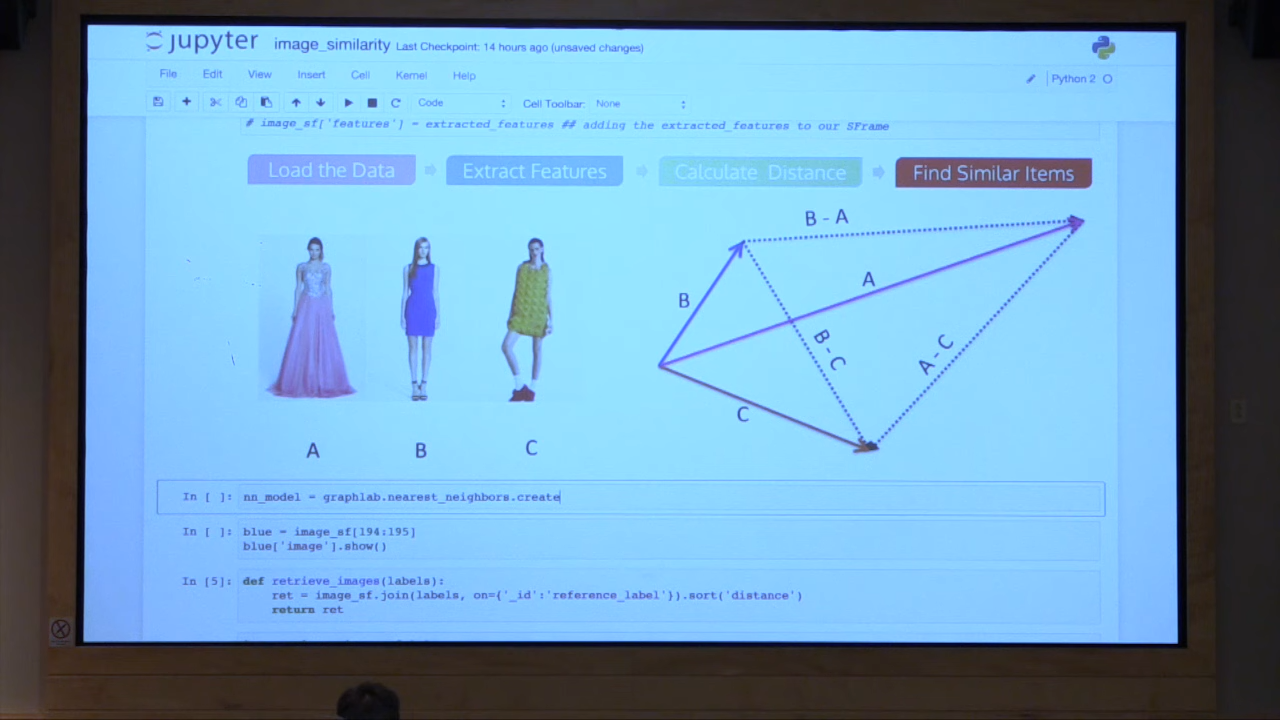 jupyter image_similarity Last Checkpoint: 14 hours ago (unsaved changes)
File Edit View Insert Cell Kernel Help
Python 2
Code Cell Toolbar: None
# image_sf['features'] = extracted_features ## adding the extracted_features to our SFrame
Load the Data Extract Features Calculate Distance Find Similar Items
B - A
B
A
B - C
A - C
C
A B C
In [ ]: nn_model = graphlab.nearest_neighbors.create
In [ ]: blue = image_sf[194:195]
blue['image'].show()
In [5]: def retrieve_images(labels):
ret = image_sf.join(labels, on={'_id':'reference_label'}).sort('distance')
return ret